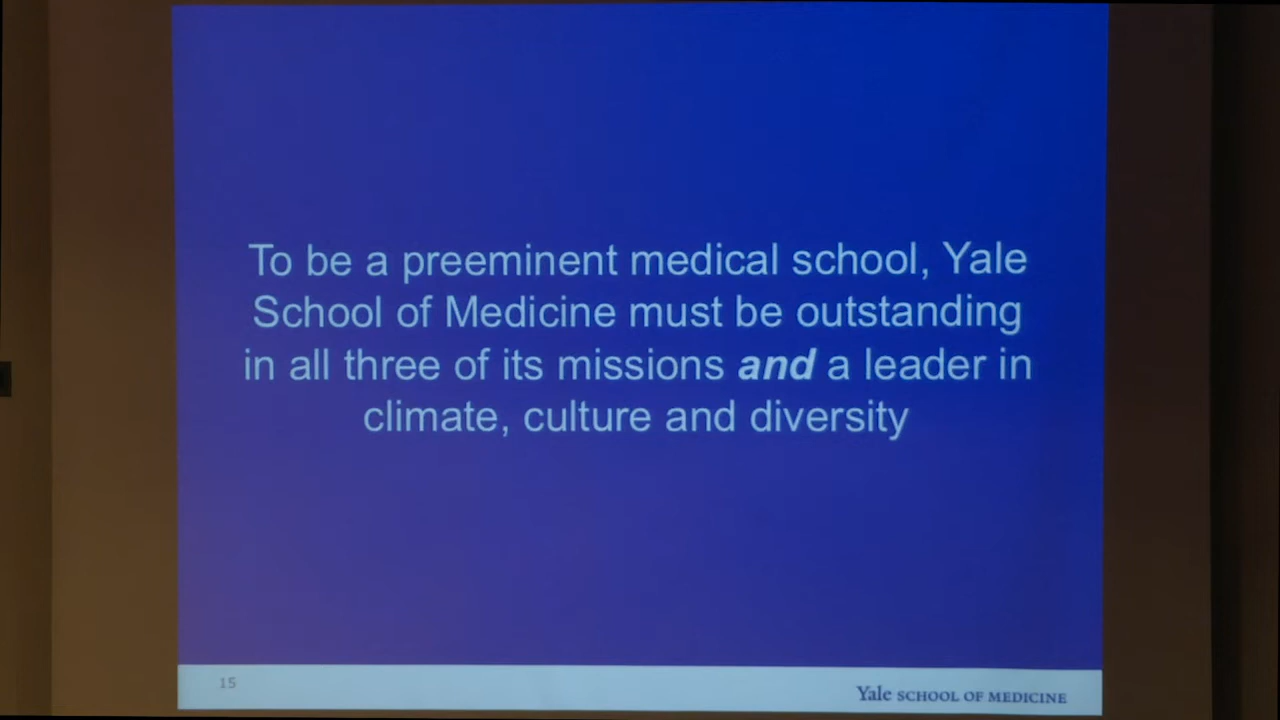 To be a preeminent medical school, Yale
School of Medicine must be outstanding
in all three of its missions and a leader in
climate, culture and diversity
15
Yale SCHOOL OF MEDICINE